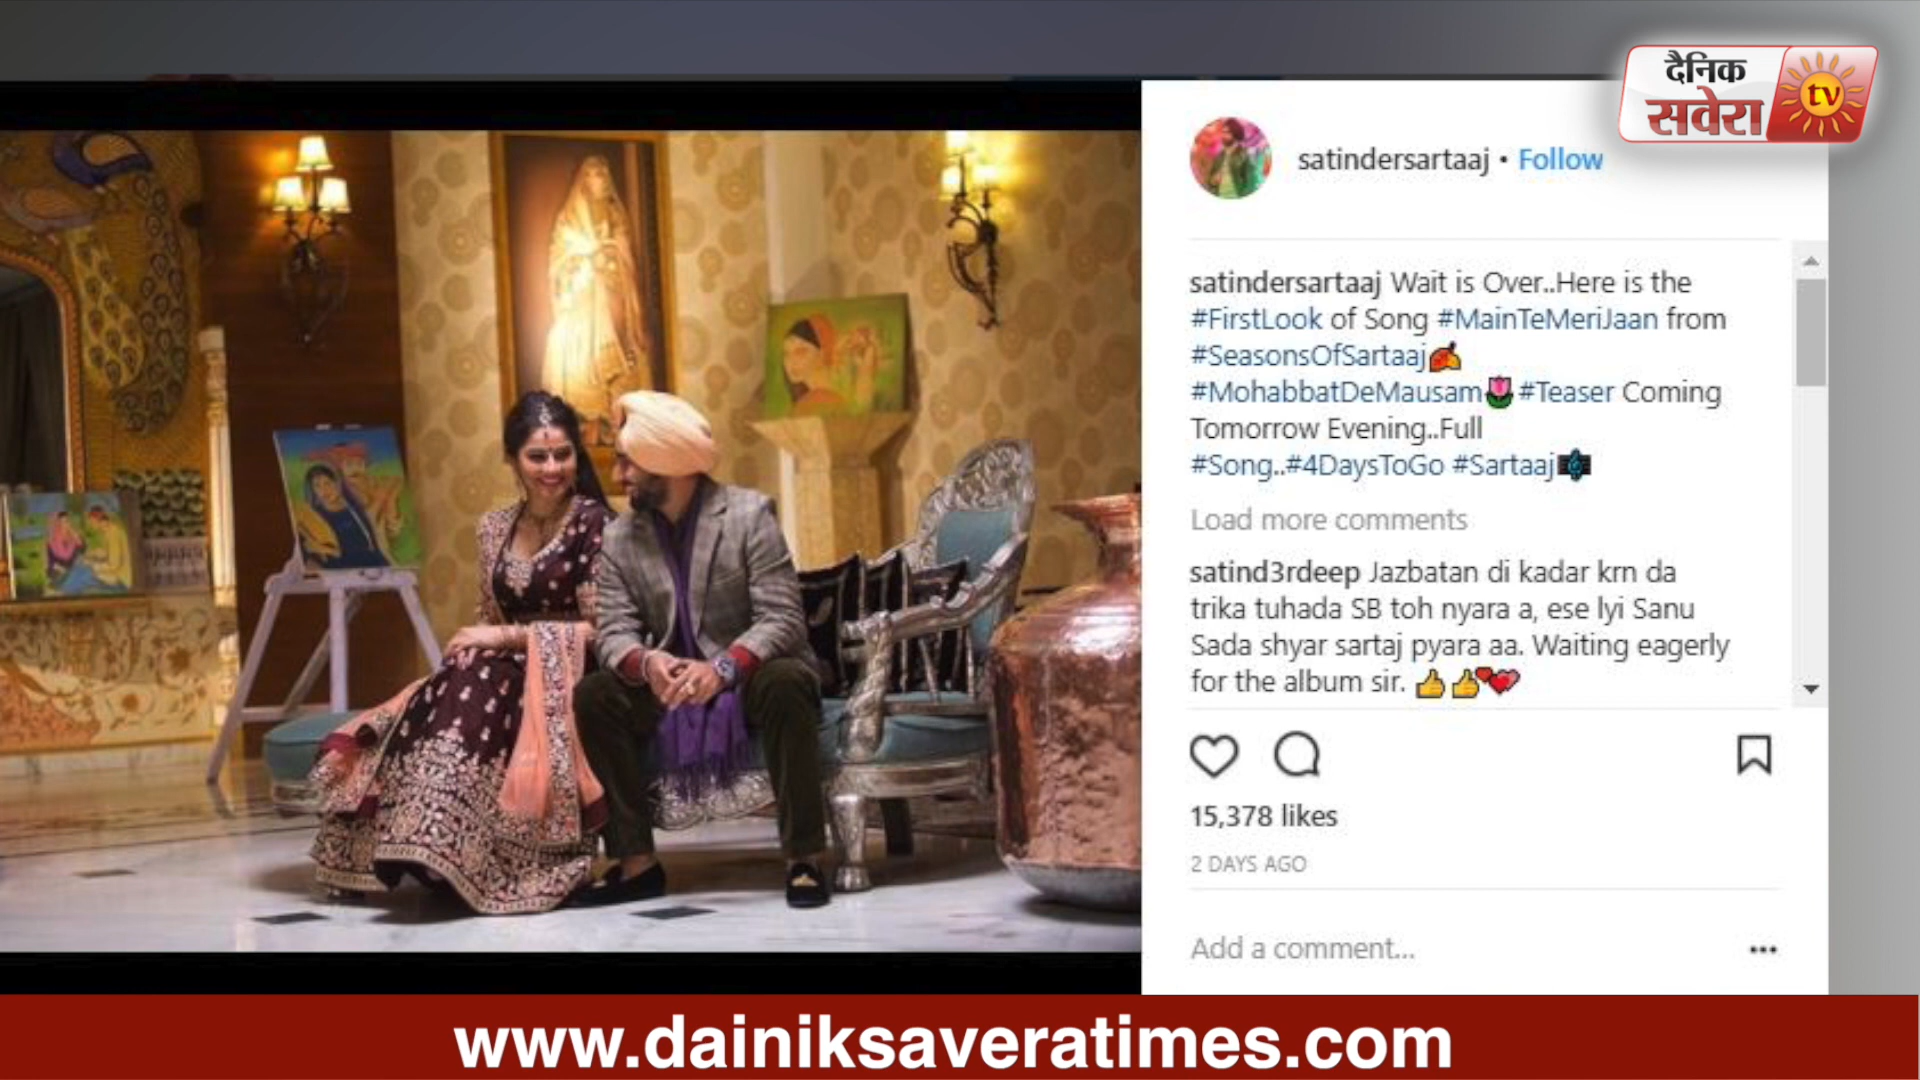 दैनिक
सवेरा
tv
satindersartaaj • Follow
satindersartaaj Wait is Over..Here is the
#FirstLook of Song #MainTeMeriJaan from
#SeasonsOfSartaaj🍂
#MohabbatDeMausam🌷#Teaser Coming
Tomorrow Evening..Full
#Song..#4DaysToGo #Sartaaj🎼
Load more comments
satind3rdeep Jazbatan di kadar krn da
trika tuhada SB toh nyara a, ese lyi Sanu
Sada shyar sartaj pyara aa. Waiting eagerly
for the album sir. 👍👍💕
15,378 likes
2 DAYS AGO
Add a comment...
www.dainiksaveratimes.com